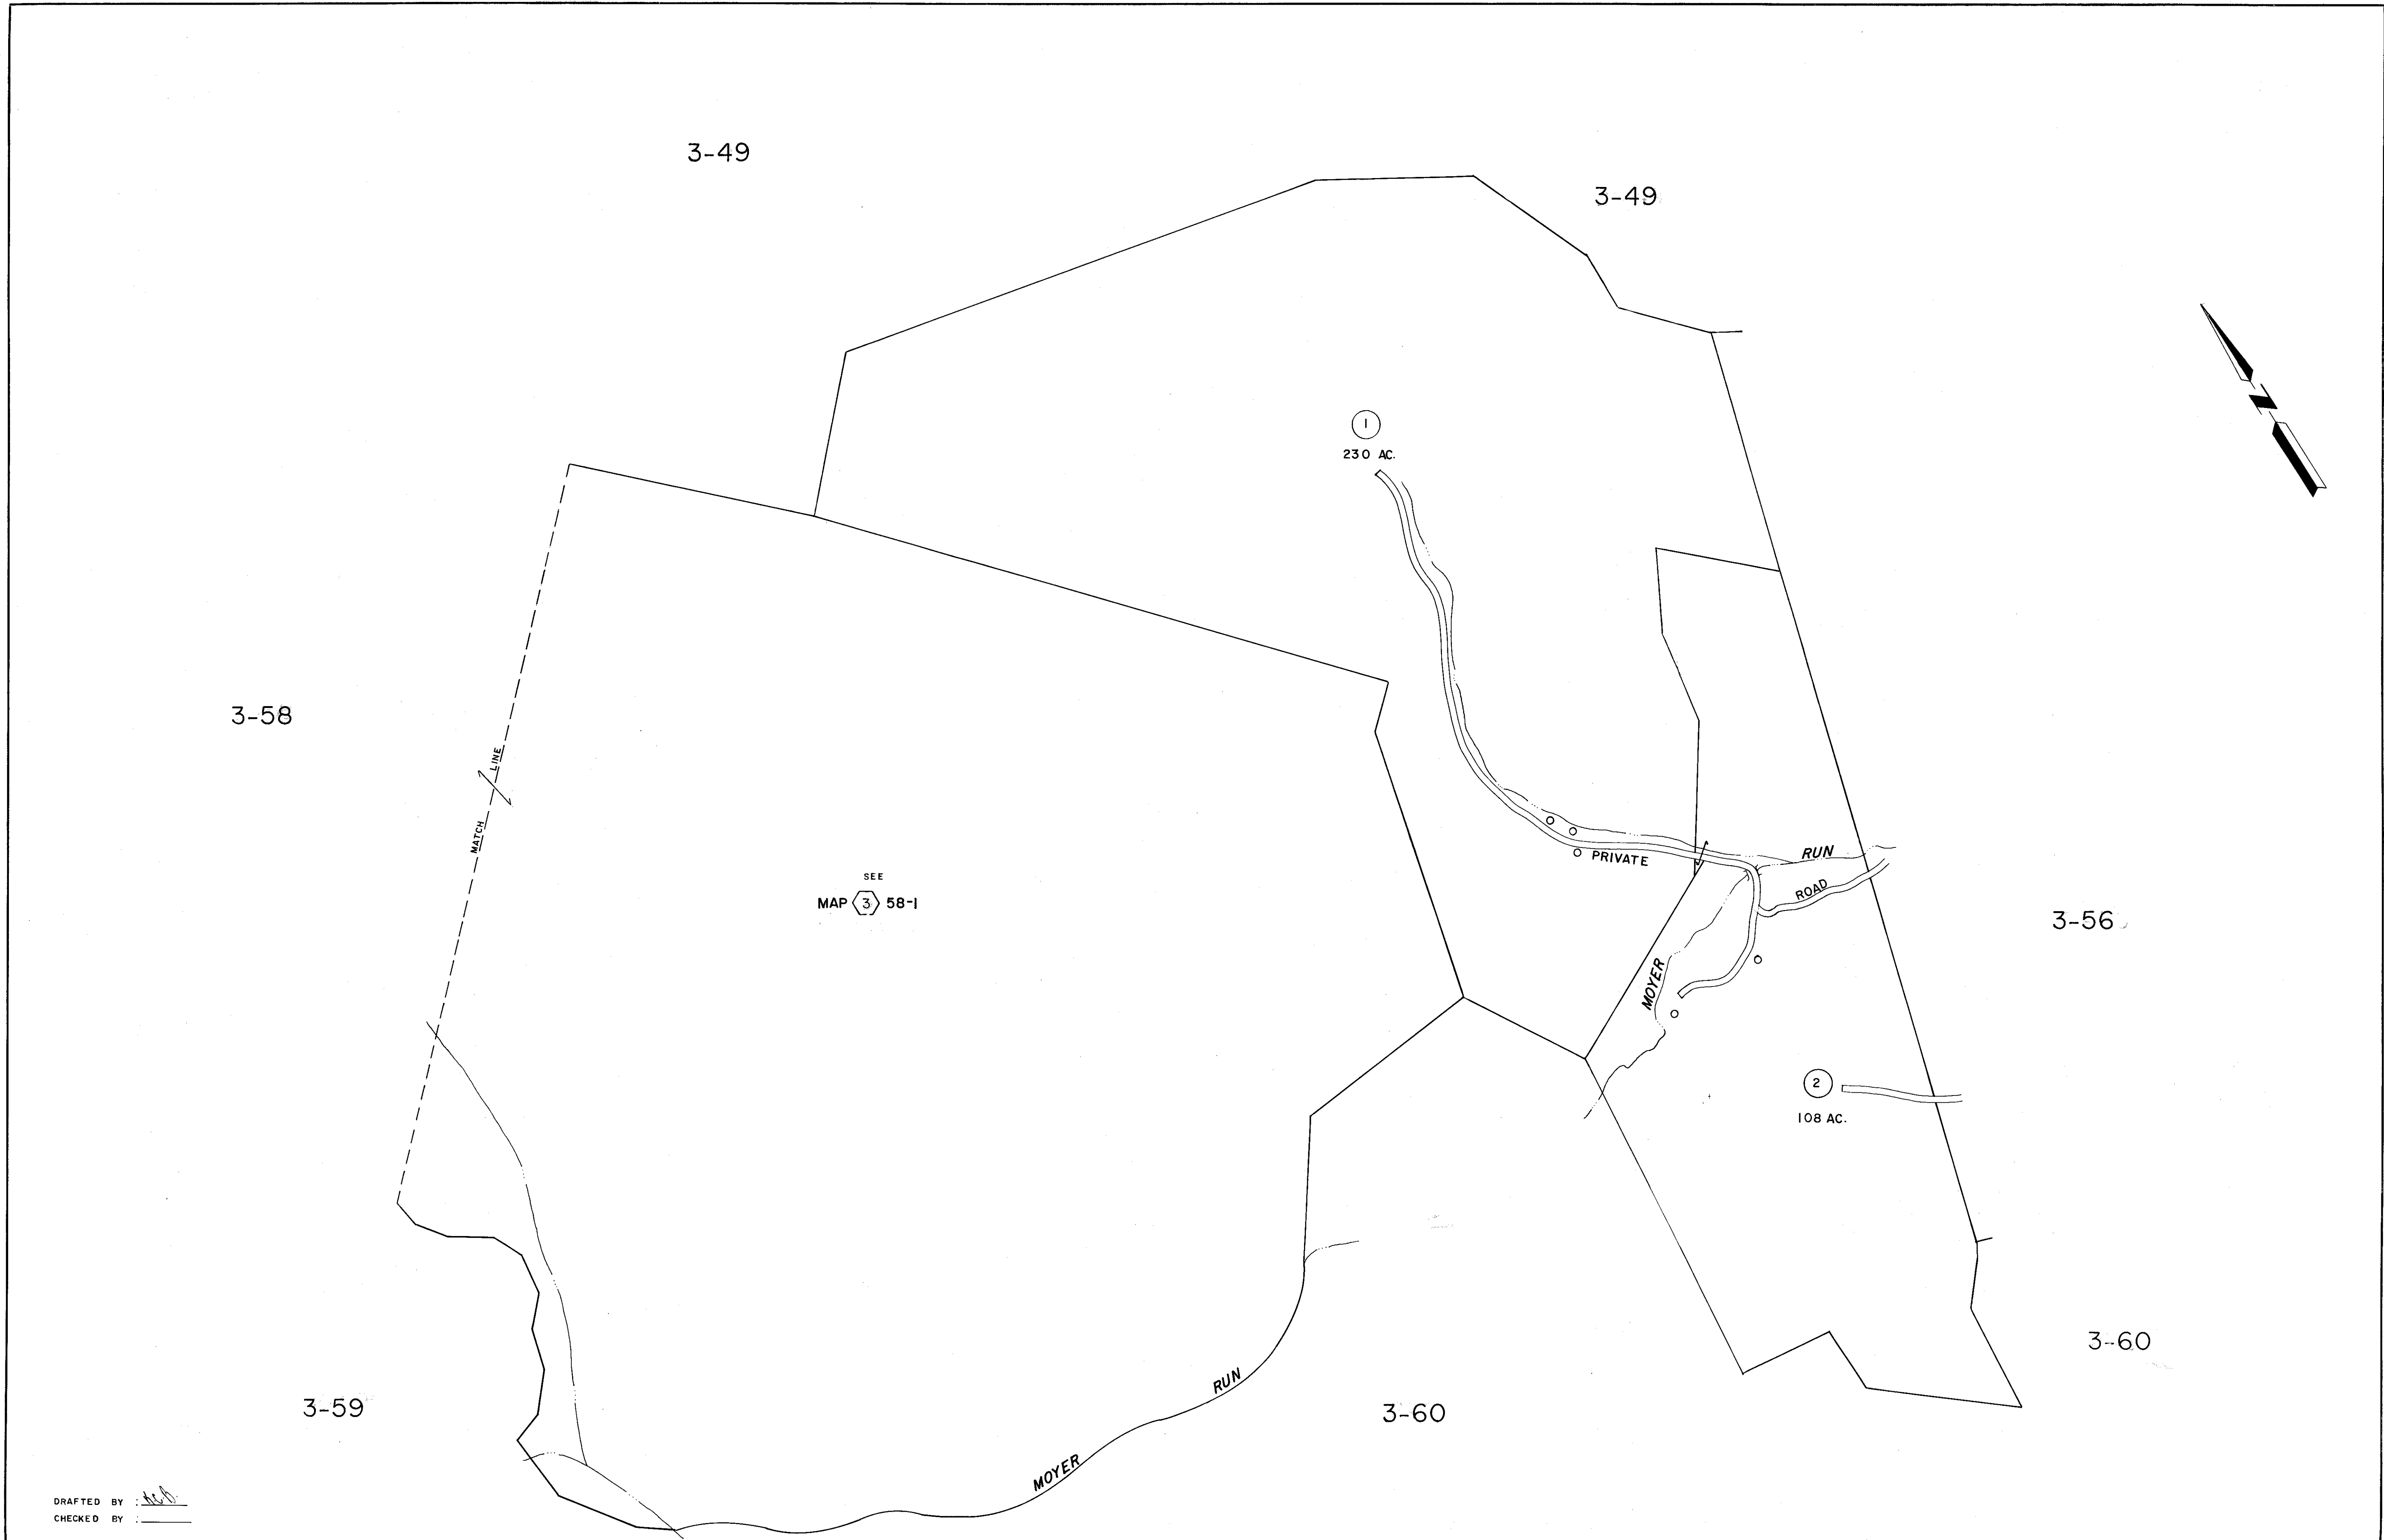 3-49
3-49
1
230 AC.
3-58
MATCH LINE
SEE
MAP 3 58-1
PRIVATE
RUN
ROAD
3-56
MOYER
2
108 AC.
3-60
RUN
3-59
3-60
MOYER
N
DRAFTED BY :
CHECKED BY :